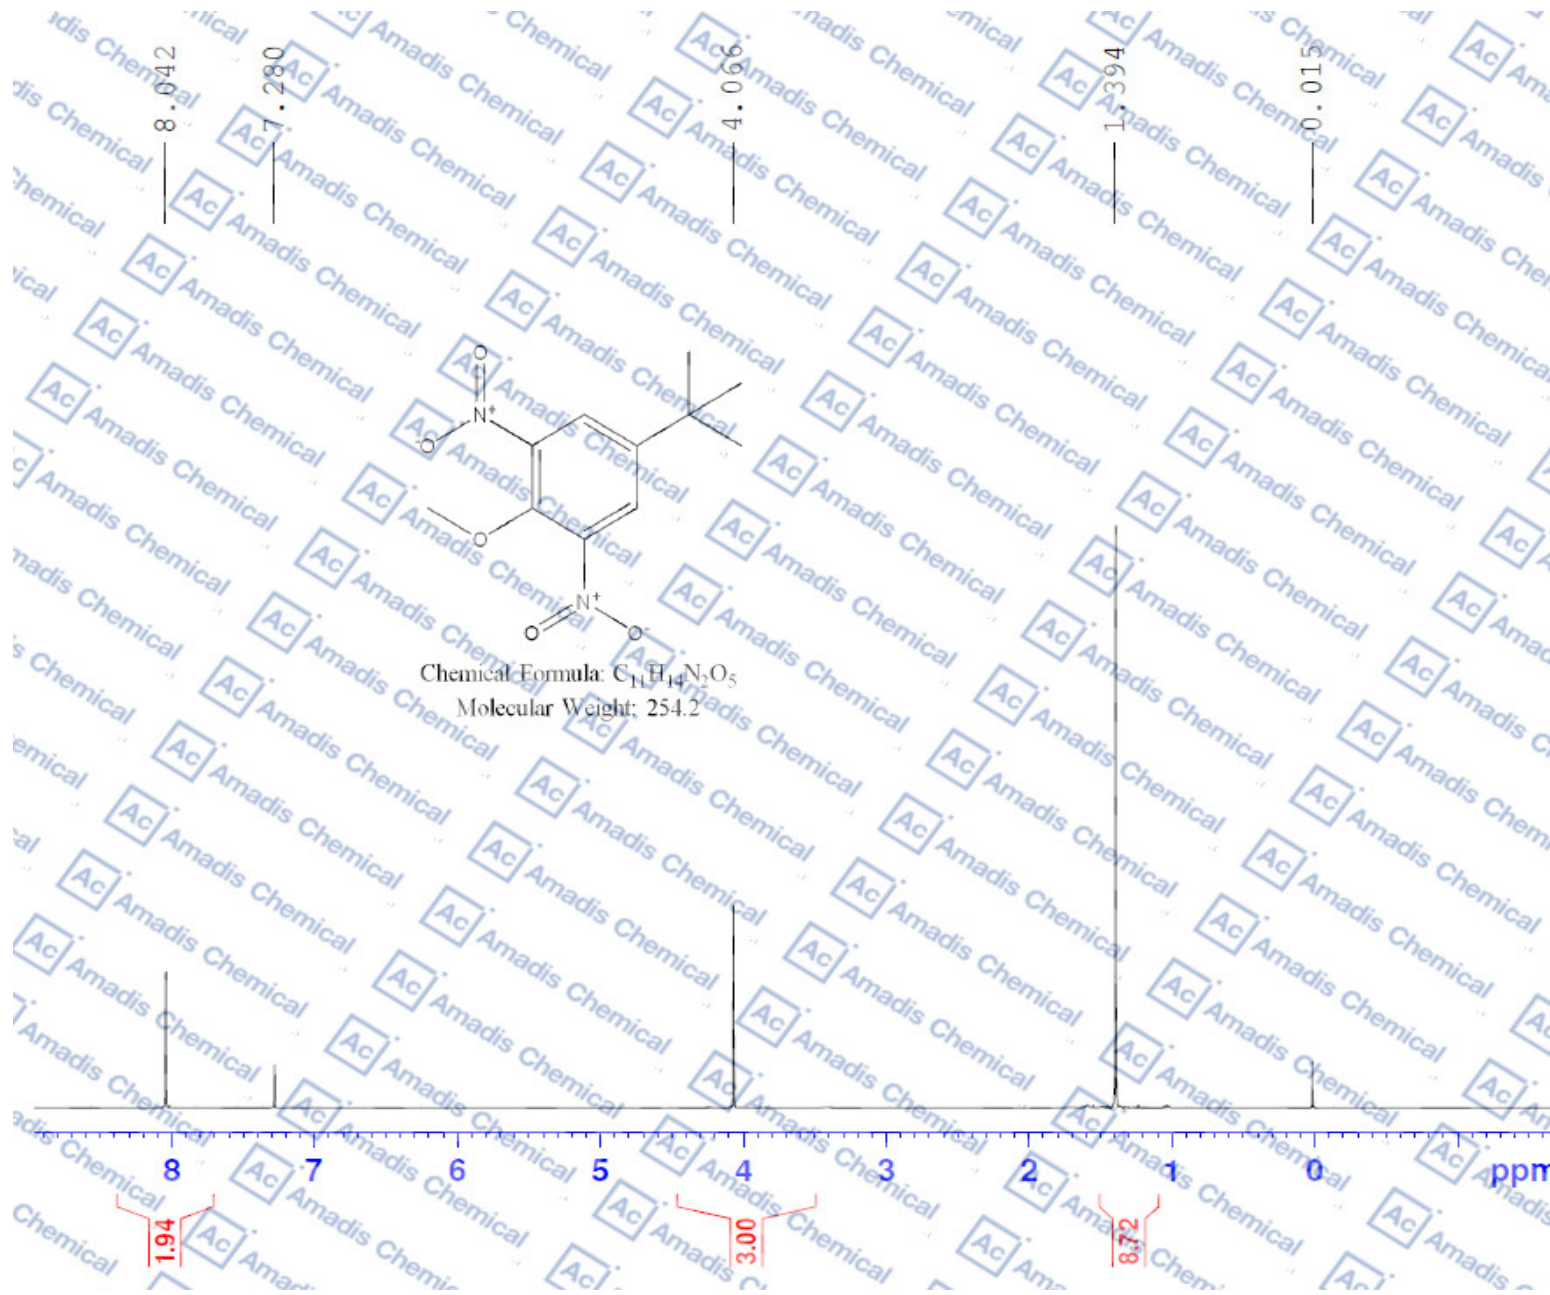 8.042
7.280
4.066
1.394
0.015
O
N+
-O
O
N+
O
O-
Chemical Formula: C11H14N2O5
Molecular Weight: 254.2
8 7 6 5 4 3 2 1 0 ppm
1.94 3.00 8.72
Ac Amadis Chemical